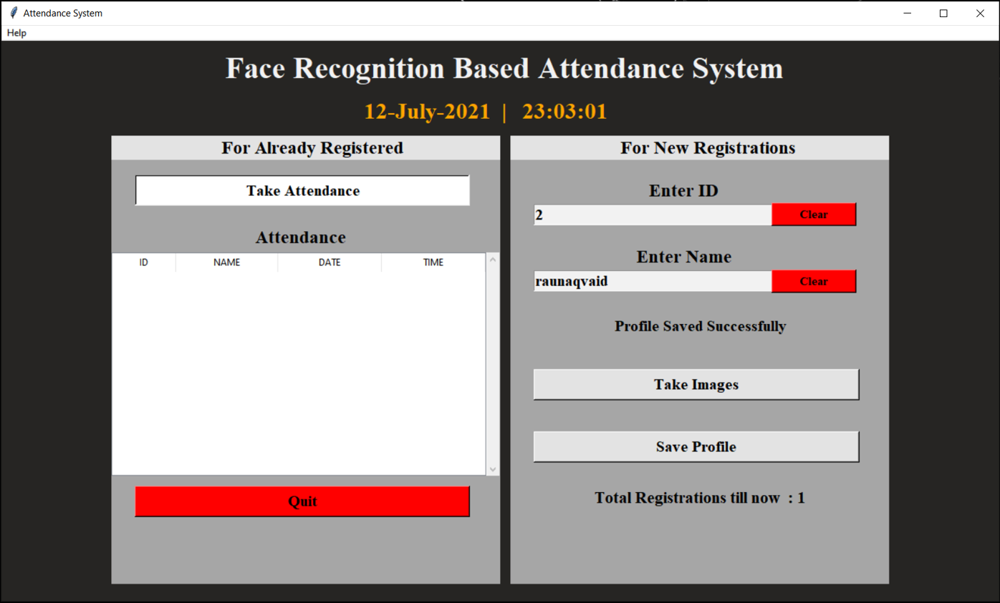 Attendance System
Help
Face Recognition Based Attendance System
12-July-2021 | 23:03:01
For Already Registered
Take Attendance
Attendance
ID NAME DATE TIME
Quit
For New Registrations
Enter ID
2 Clear
Enter Name
raunaqvaid Clear
Profile Saved Successfully
Take Images
Save Profile
Total Registrations till now : 1